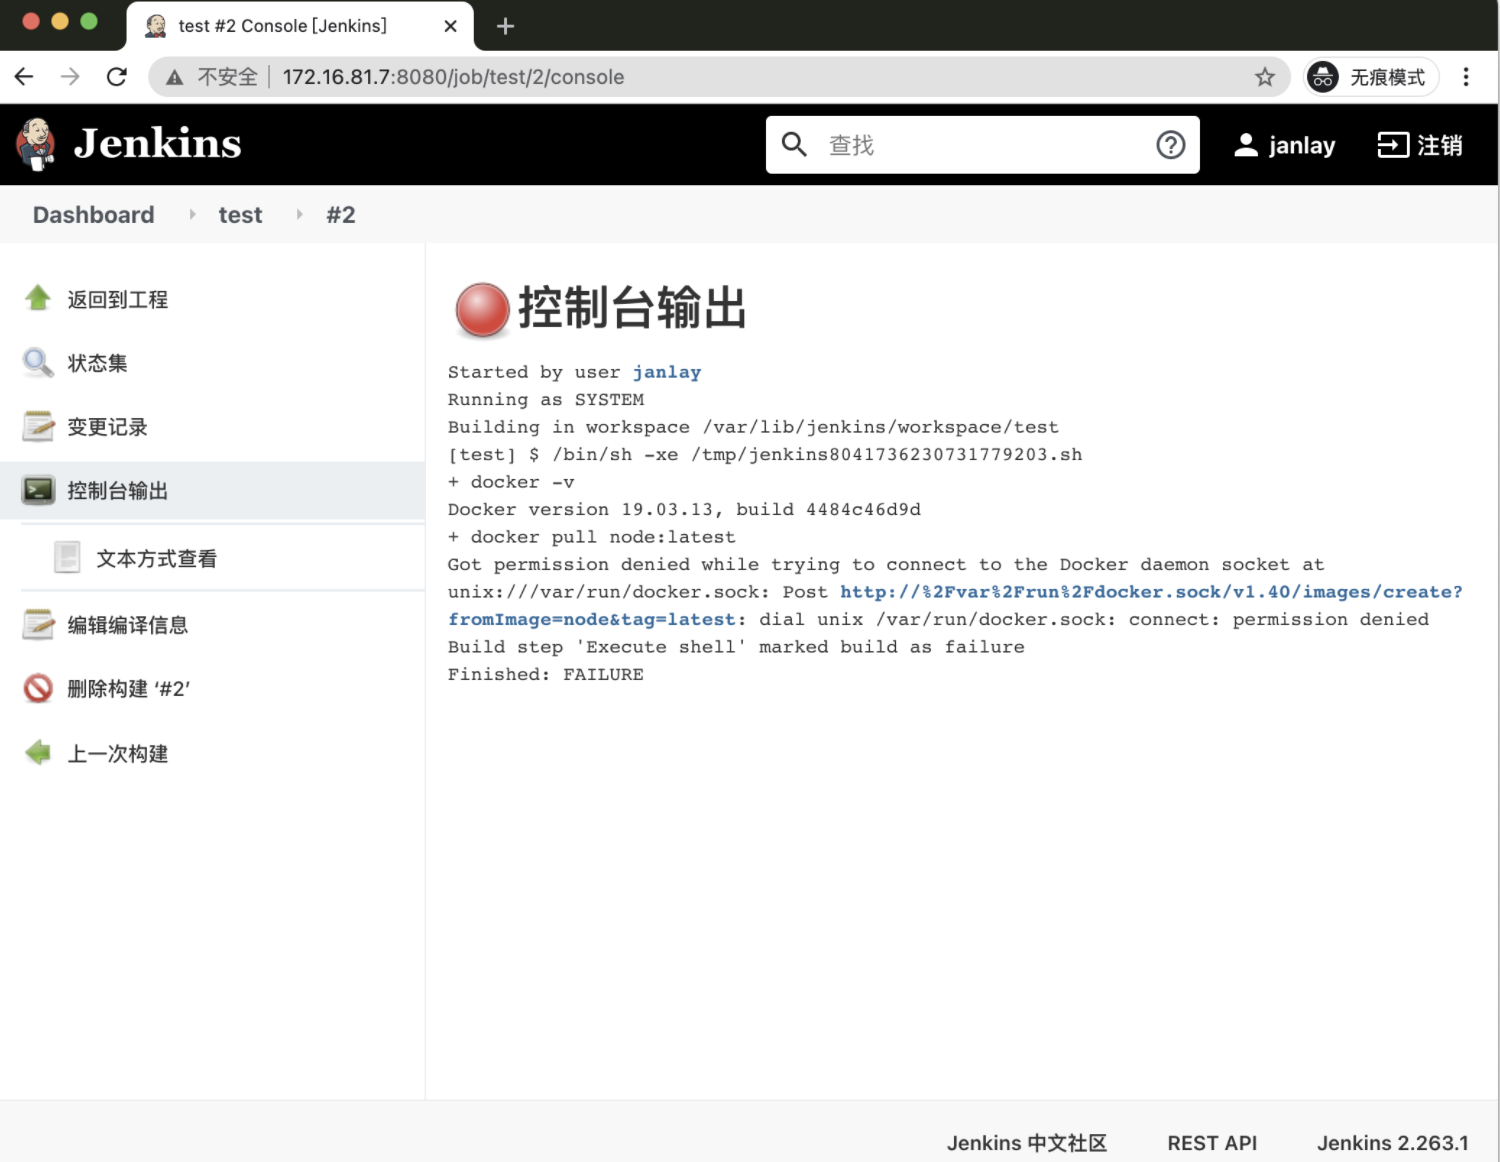 test #2 Console [Jenkins]
不安全 172.16.81.7:8080/job/test/2/console
无痕模式
Jenkins
查找
janlay
注销
Dashboard
test
#2
返回到工程
状态集
变更记录
控制台输出
文本方式查看
编辑编译信息
删除构建 ‘#2’
上一次构建
控制台输出
Started by user janlay
Running as SYSTEM
Building in workspace /var/lib/jenkins/workspace/test
[test] $ /bin/sh -xe /tmp/jenkins8041736230731779203.sh
+ docker -v
Docker version 19.03.13, build 4484c46d9d
+ docker pull node:latest
Got permission denied while trying to connect to the Docker daemon socket at
unix:///var/run/docker.sock: Post http://%2Fvar%2Frun%2Fdocker.sock/v1.40/images/create?
fromImage=node&tag=latest: dial unix /var/run/docker.sock: connect: permission denied
Build step 'Execute shell' marked build as failure
Finished: FAILURE
Jenkins 中文社区
REST API
Jenkins 2.263.1